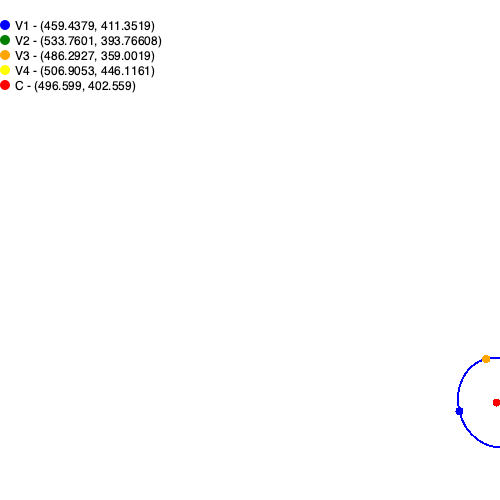 V1 - (459.4379, 411.3519)
V2 - (533.7601, 393.76608)
V3 - (486.2927, 359.0019)
V4 - (506.9053, 446.1161)
C - (496.599, 402.559)